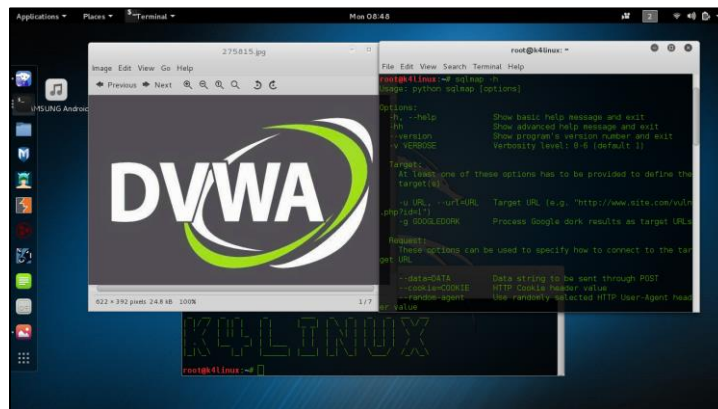 Applications Places Terminal Mon 08:48 2
275815.jpg
Image Edit View Go Help
Previous Next
SAMSUNG Android
DVWA
622 × 392 pixels 24.8 kB 100% 1 / 7
root@k4linux: ~
File Edit View Search Terminal Help
root@k4linux:~# sqlmap -h
Usage: python sqlmap [options]
Options:
-h, --help Show basic help message and exit
-hh Show advanced help message and exit
--version Show program's version number and exit
-v VERBOSE Verbosity level: 0-6 (default 1)
Target:
At least one of these options has to be provided to define the
target(s)
-u URL, --url=URL Target URL (e.g. "http://www.site.com/vuln
.php?id=1")
-g GOOGLEDORK Process Google dork results as target URLs
Request:
These options can be used to specify how to connect to the tar
get URL
--data=DATA Data string to be sent through POST
--cookie=COOKIE HTTP Cookie header value
--random-agent Use randomly selected HTTP User-Agent head
er value
K4LINUX
root@k4linux:~#